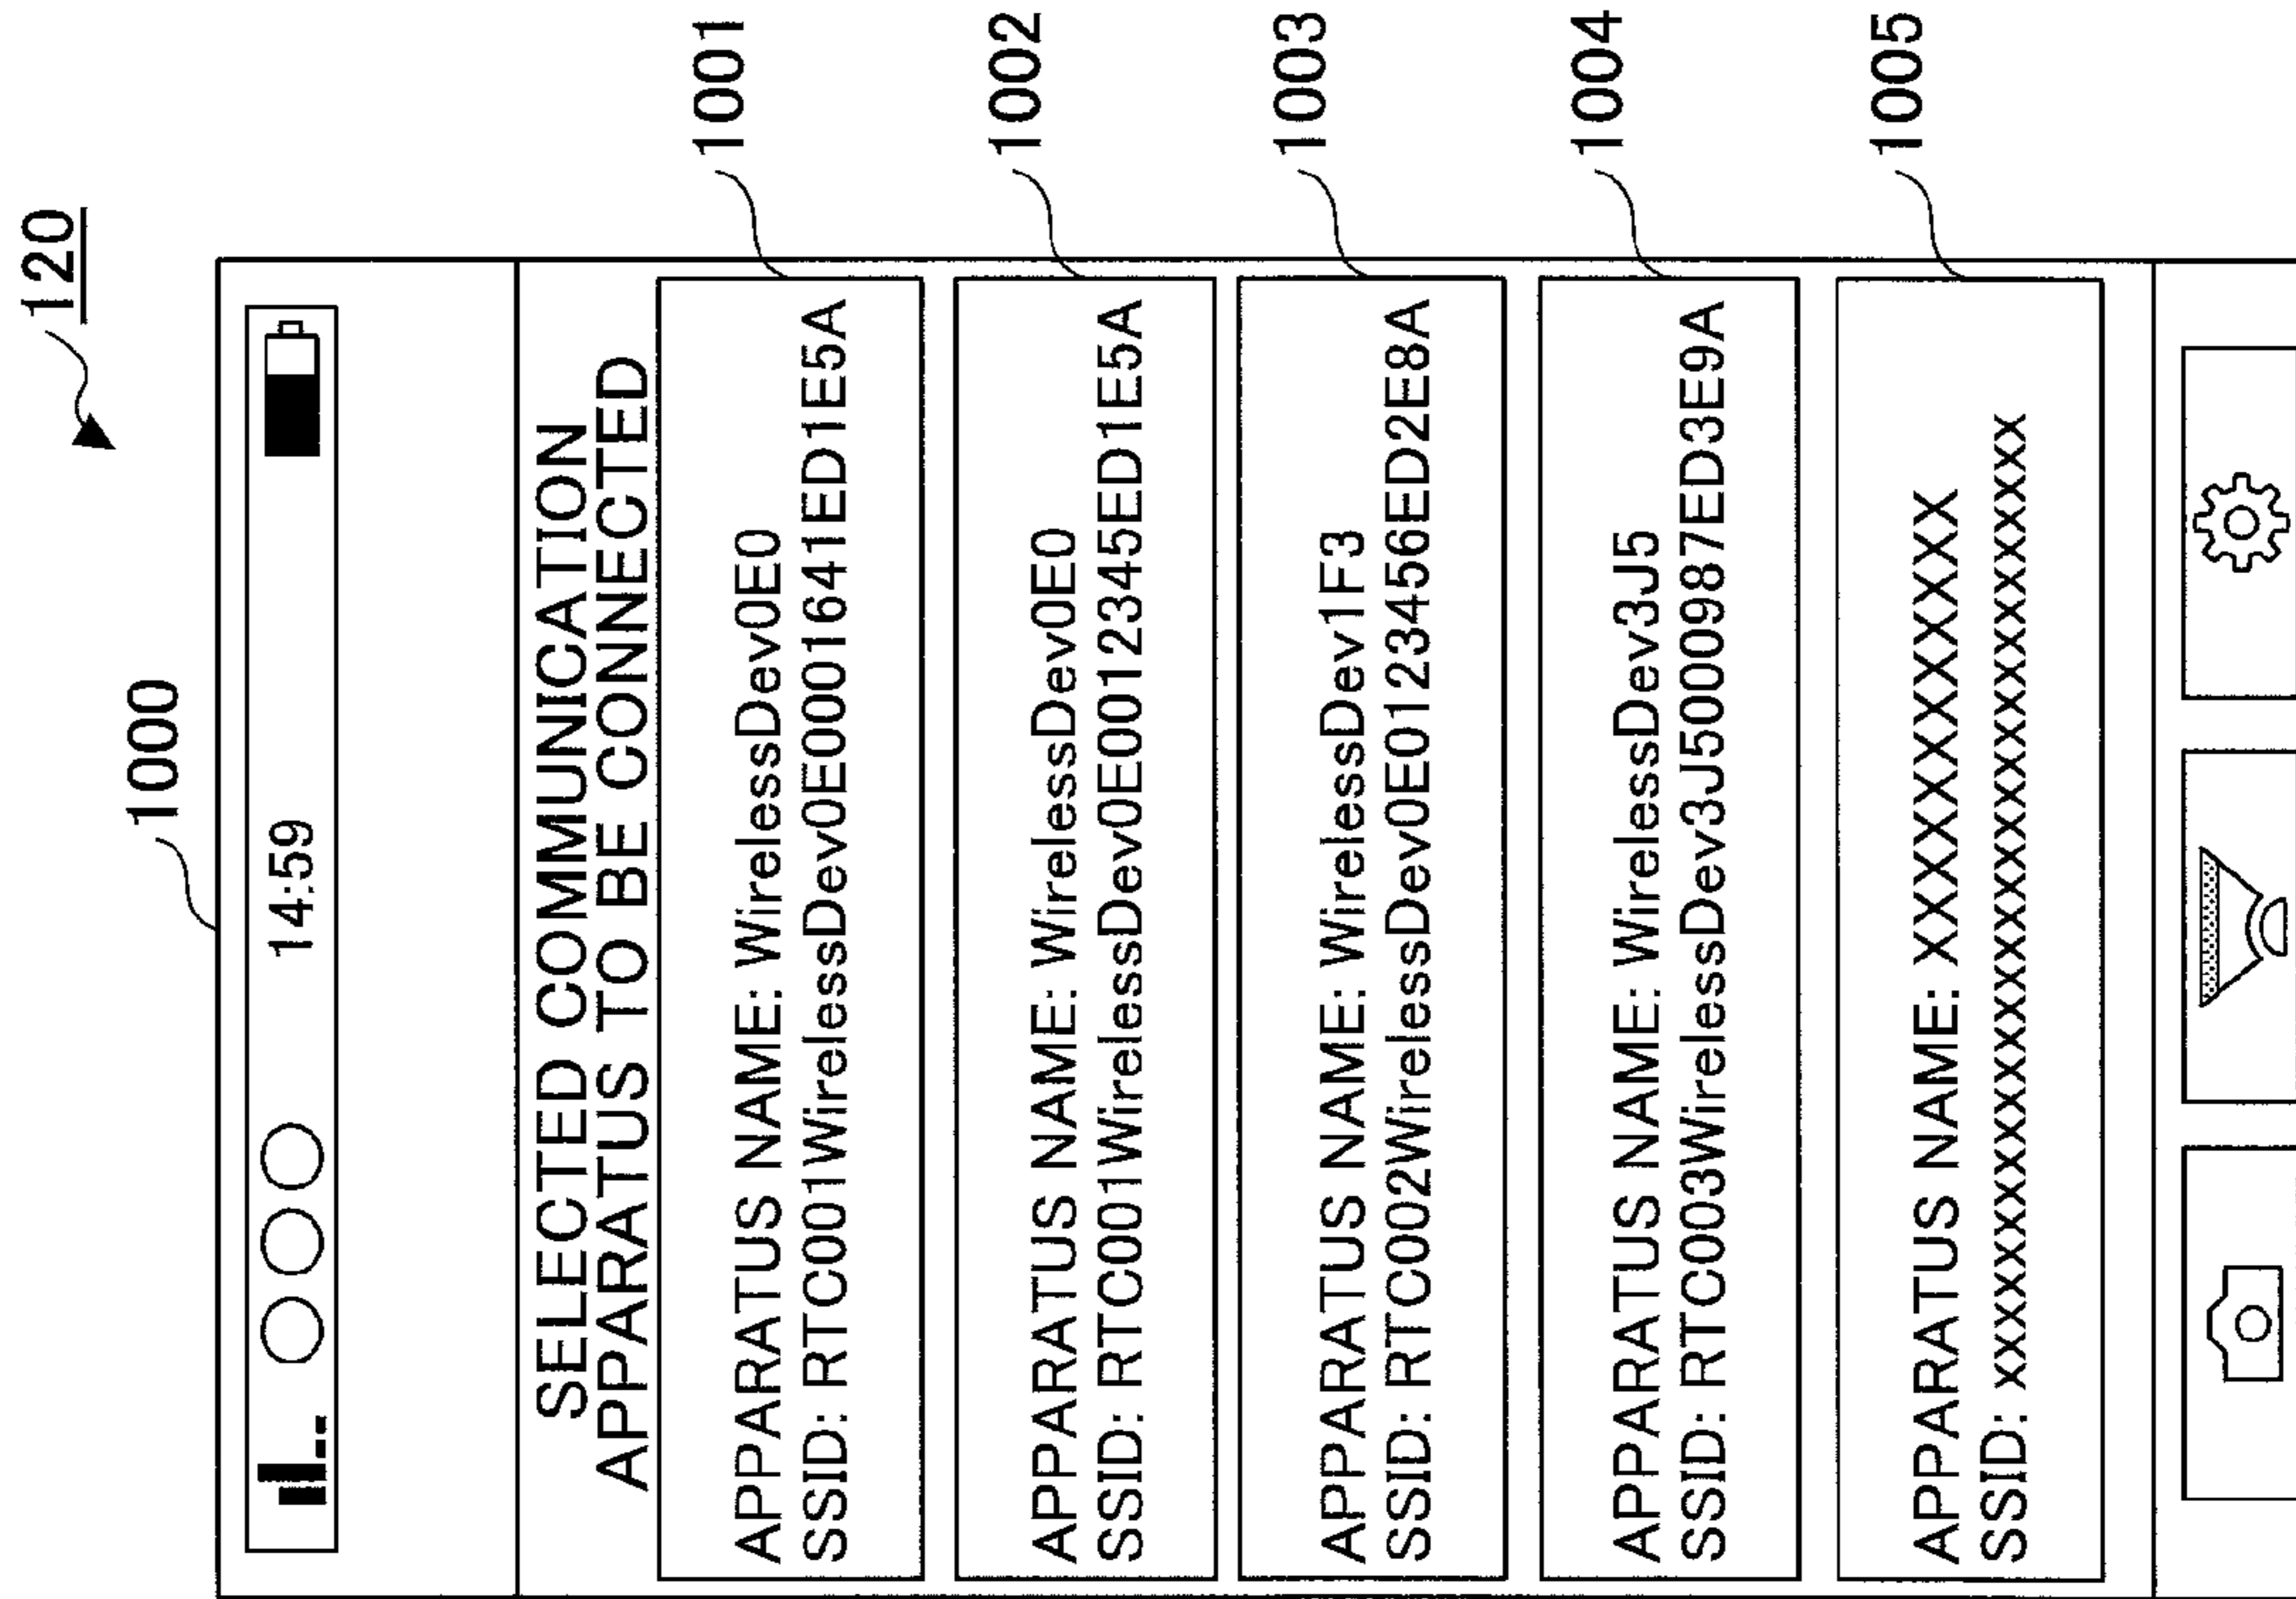 120
1000
○○○ 14:59
SELECTED COMMUNICATION
APPARATUS TO BE CONNECTED
APPARATUS NAME: WirelessDev0E0
SSID: RTC001WirelessDev0E0001641ED1E5A
1001
APPARATUS NAME: WirelessDev0E0
SSID: RTC001WirelessDev0E0012345ED1E5A
1002
APPARATUS NAME: WirelessDev1F3
SSID: RTC002WirelessDev0E0123456ED2E8A
1003
APPARATUS NAME: WirelessDev3J5
SSID: RTC003WirelessDev3J5000987ED3E9A
1004
APPARATUS NAME: XXXXXXXXXXXXX
SSID: xxxxxxxxxxxxxxxxxxxxxxxxxxxxxxxx
1005